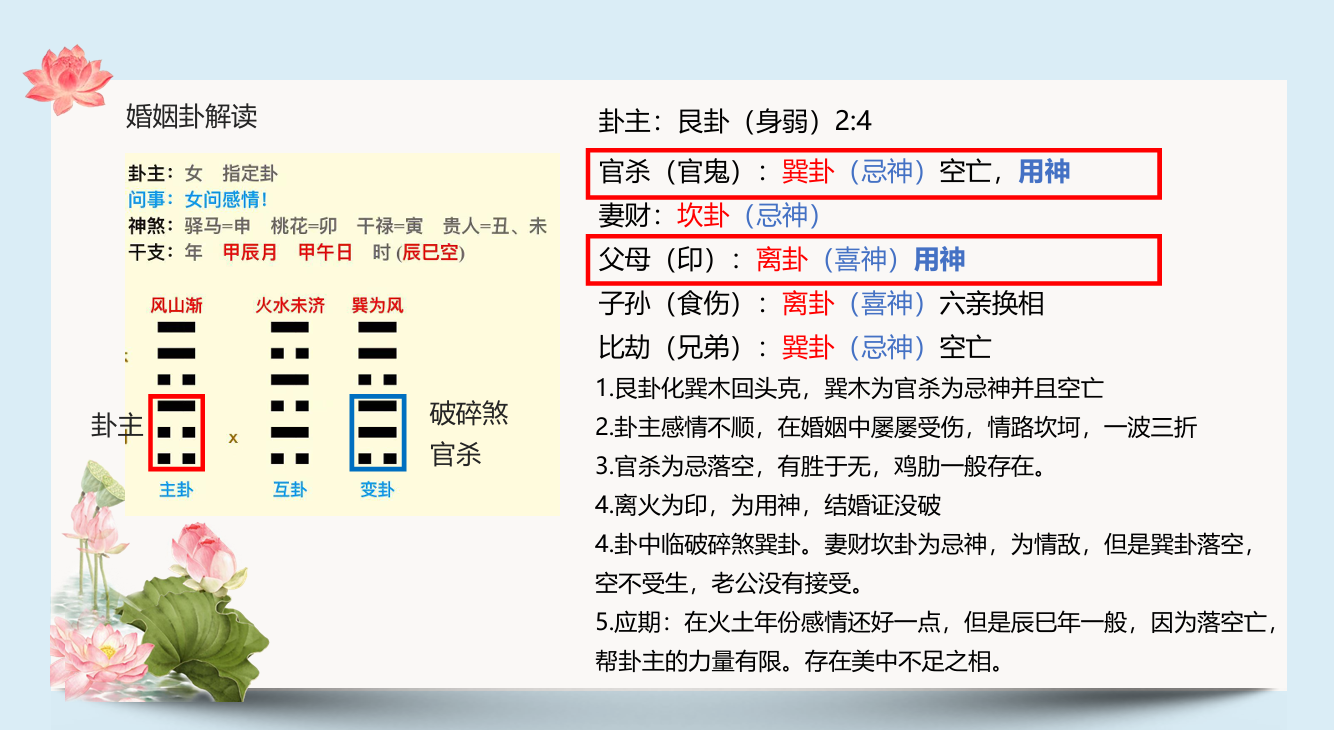 婚姻卦解读
卦主：女　指定卦
问事：女问感情！
神煞：驿马=申　桃花=卯　干禄=寅　贵人=丑、未
干支：年　甲辰月　甲午日　时 (辰巳空)
风山渐　火水未济　巽为风
卦主
x
破碎煞
官杀
主卦　互卦　变卦
卦主：艮卦（身弱）2:4
官杀（官鬼）：巽卦（忌神）空亡，用神
妻财：坎卦（忌神）
父母（印）：离卦（喜神）用神
子孙（食伤）：离卦（喜神）六亲换相
比劫（兄弟）：巽卦（忌神）空亡
1.艮卦化巽木回头克，巽木为官杀为忌神并且空亡
2.卦主感情不顺，在婚姻中屡屡受伤，情路坎坷，一波三折
3.官杀为忌落空，有胜于无，鸡肋一般存在。
4.离火为印，为用神，结婚证没破
4.卦中临破碎煞巽卦。妻财坎卦为忌神，为情敌，但是巽卦落空，
空不受生，老公没有接受。
5.应期：在火土年份感情还好一点，但是辰巳年一般，因为落空亡，
帮卦主的力量有限。存在美中不足之相。